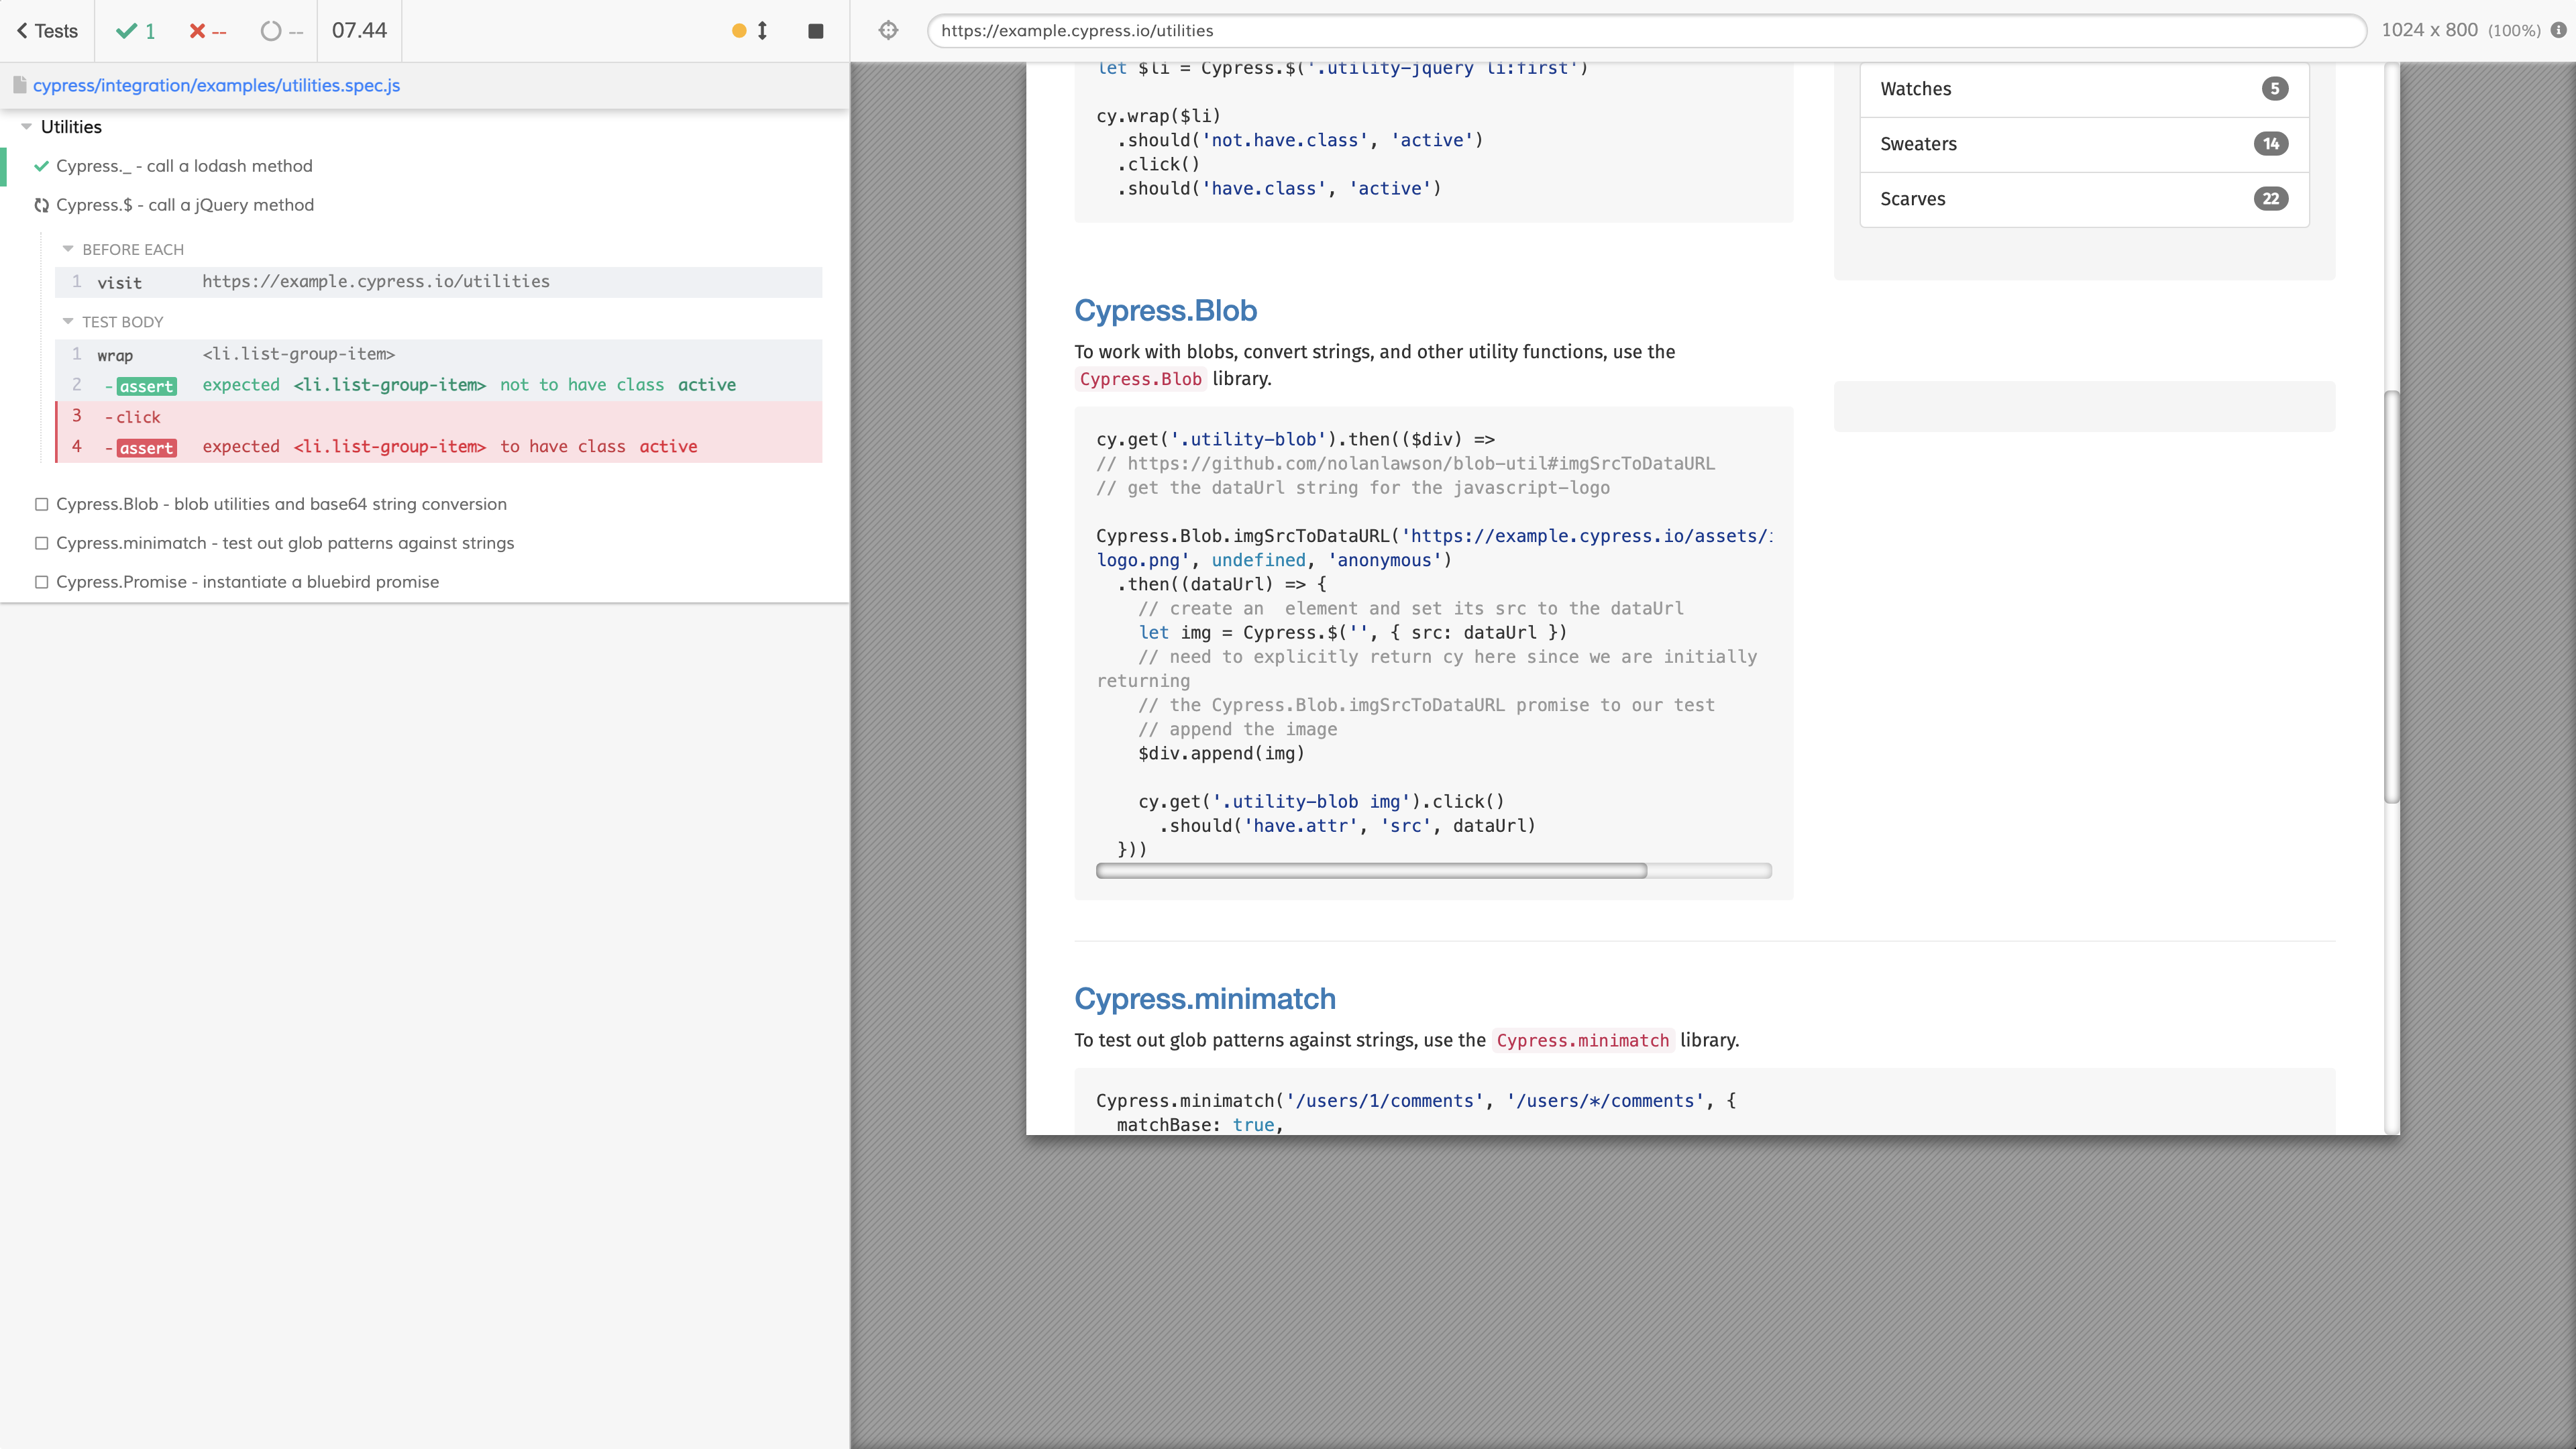 Tests 1 -- -- 07.44
cypress/integration/examples/utilities.spec.js
Utilities
Cypress._ - call a lodash method
Cypress.$ - call a jQuery method
BEFORE EACH
1 visit https://example.cypress.io/utilities
TEST BODY
1 wrap <li.list-group-item>
2 -assert expected <li.list-group-item> not to have class active
3 -click
4 -assert expected <li.list-group-item> to have class active
Cypress.Blob - blob utilities and base64 string conversion
Cypress.minimatch - test out glob patterns against strings
Cypress.Promise - instantiate a bluebird promise
https://example.cypress.io/utilities
1024 x 800 (100%)
let $li = Cypress.$('.utility-jquery li:first')
cy.wrap($li)
.should('not.have.class', 'active')
.click()
.should('have.class', 'active')
Watches 5
Sweaters 14
Scarves 22
Cypress.Blob
To work with blobs, convert strings, and other utility functions, use the
Cypress.Blob library.
cy.get('.utility-blob').then(($div) =>
// https://github.com/nolanlawson/blob-util#imgSrcToDataURL
// get the dataUrl string for the javascript-logo
Cypress.Blob.imgSrcToDataURL('https://example.cypress.io/assets/
logo.png', undefined, 'anonymous')
.then((dataUrl) => {
// create an  element and set its src to the dataUrl
let img = Cypress.$('', { src: dataUrl })
// need to explicitly return cy here since we are initially
returning
// the Cypress.Blob.imgSrcToDataURL promise to our test
// append the image
$div.append(img)
cy.get('.utility-blob img').click()
.should('have.attr', 'src', dataUrl)
}))
Cypress.minimatch
To test out glob patterns against strings, use the Cypress.minimatch library.
Cypress.minimatch('/users/1/comments', '/users/*/comments', {
matchBase: true,